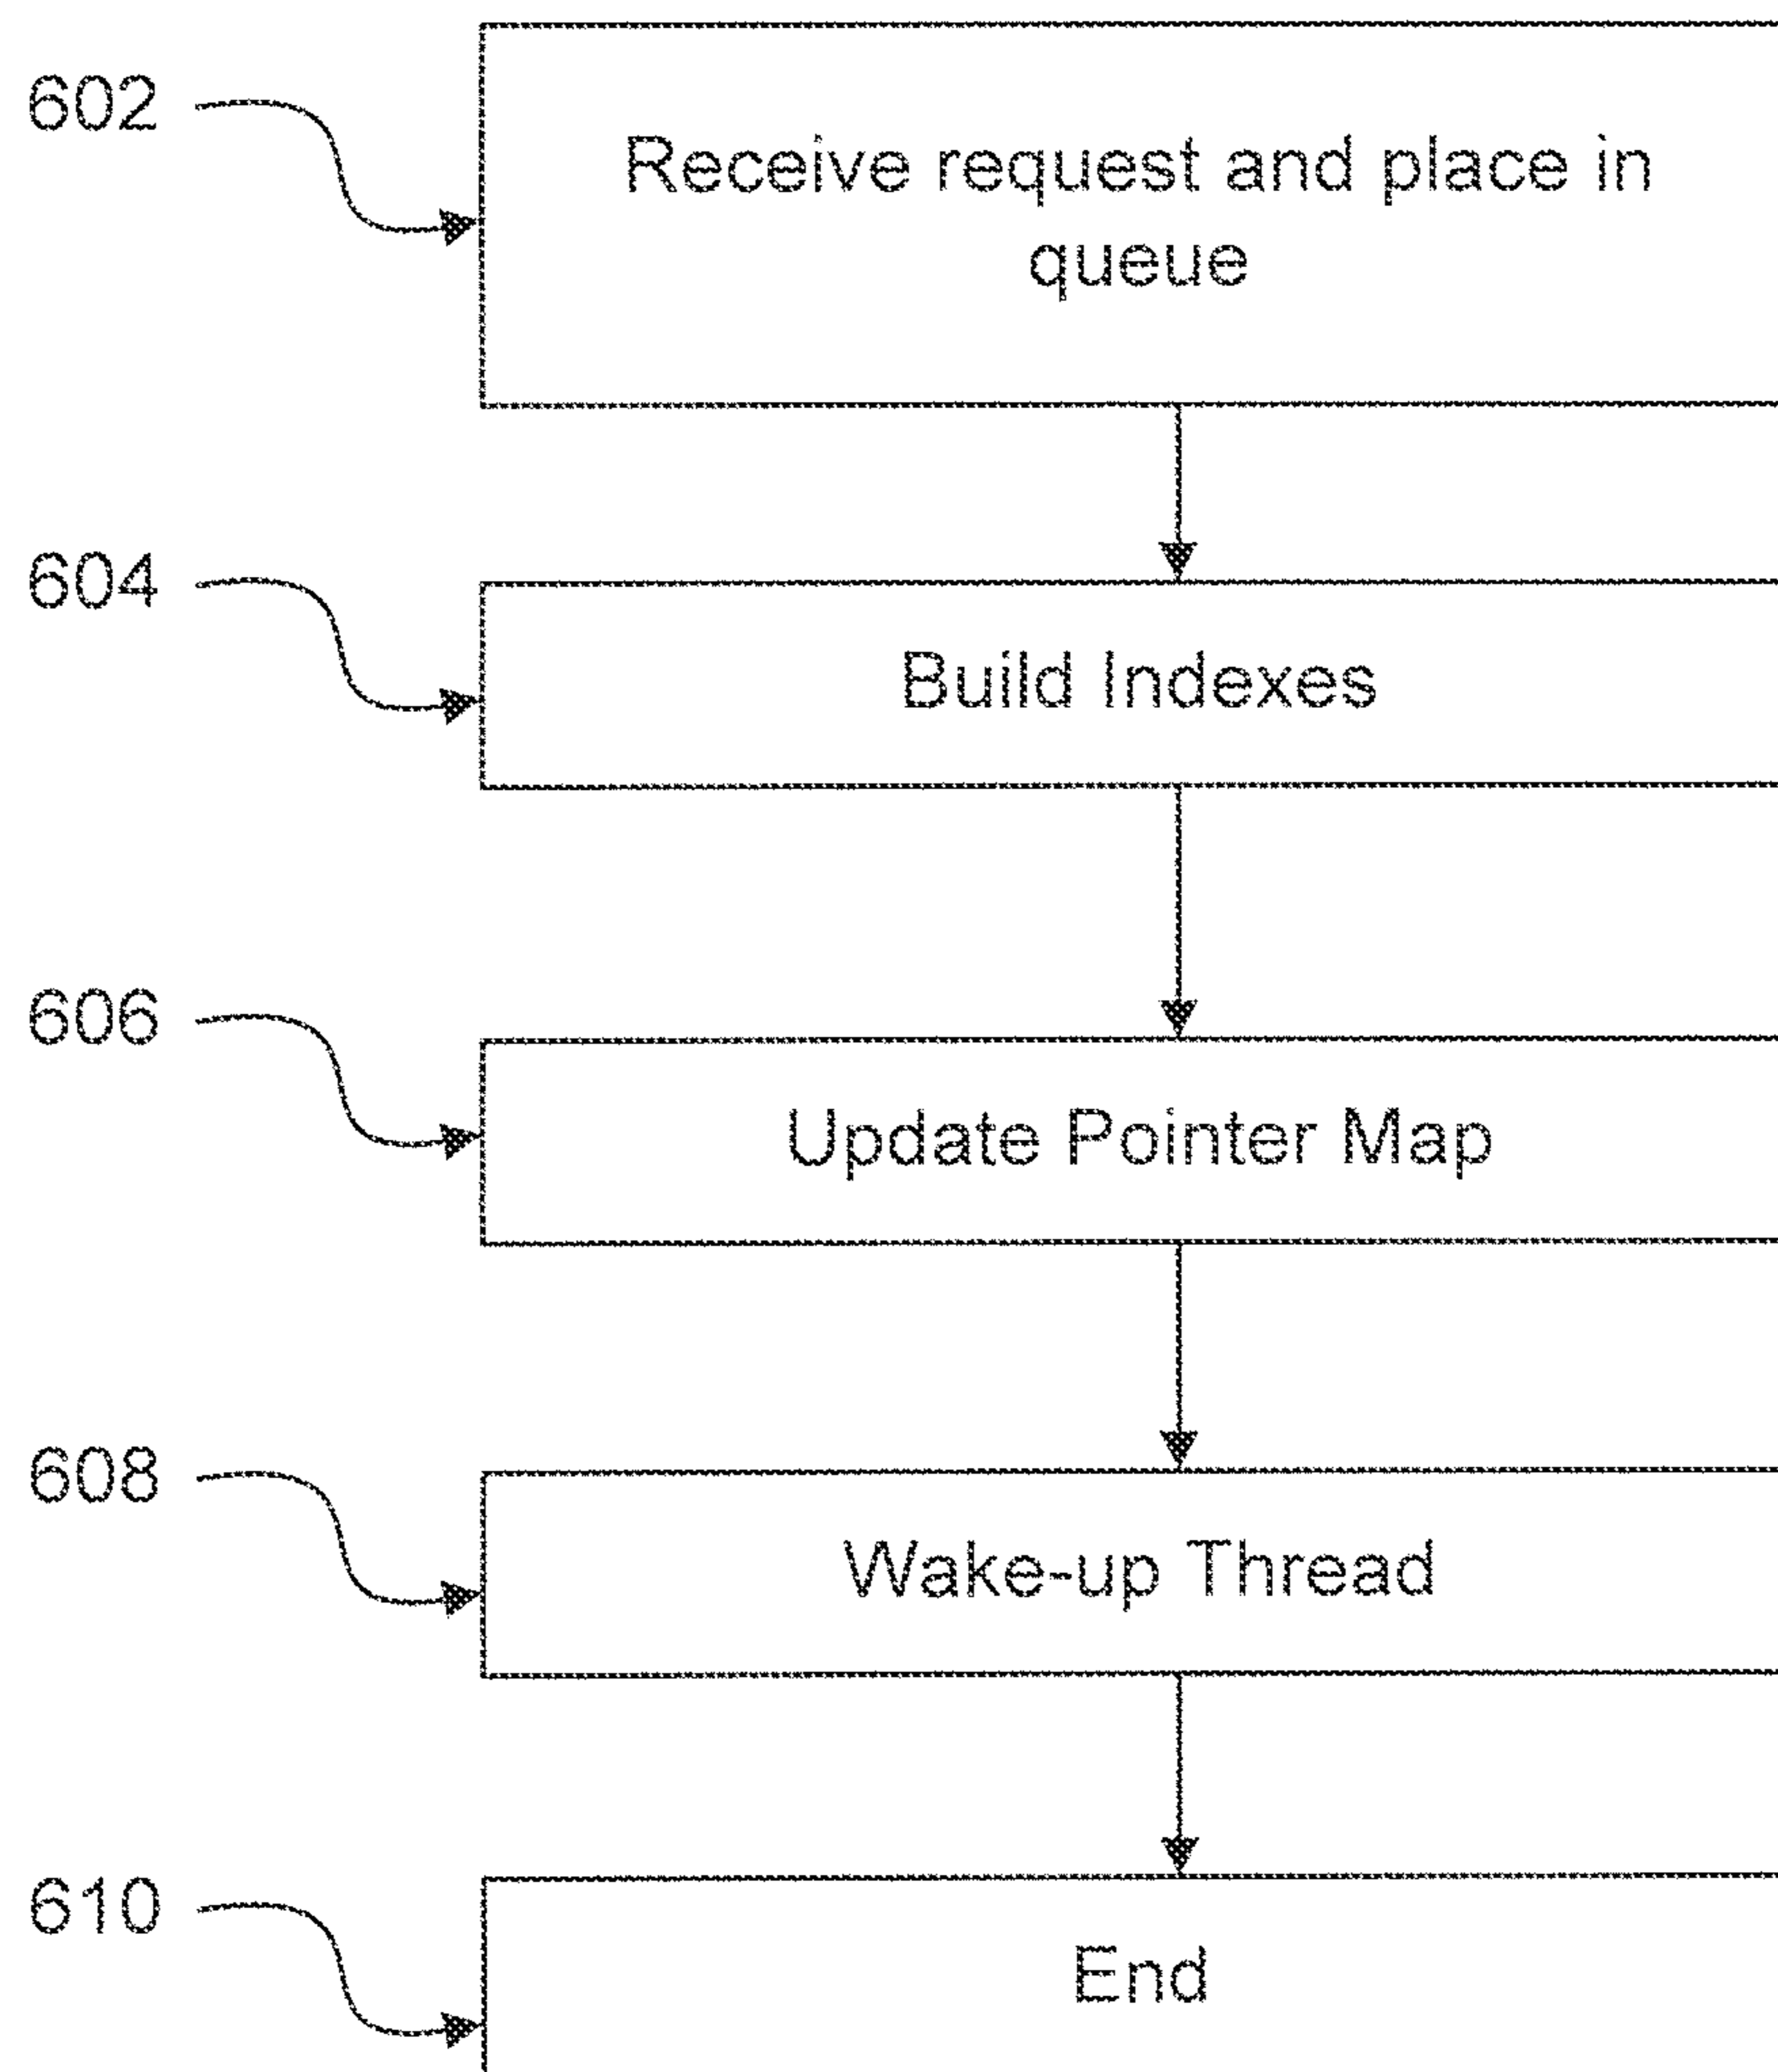 602
Receive request and place in
queue
604
Build Indexes
606
Update Pointer Map
608
Wake-up Thread
610
End